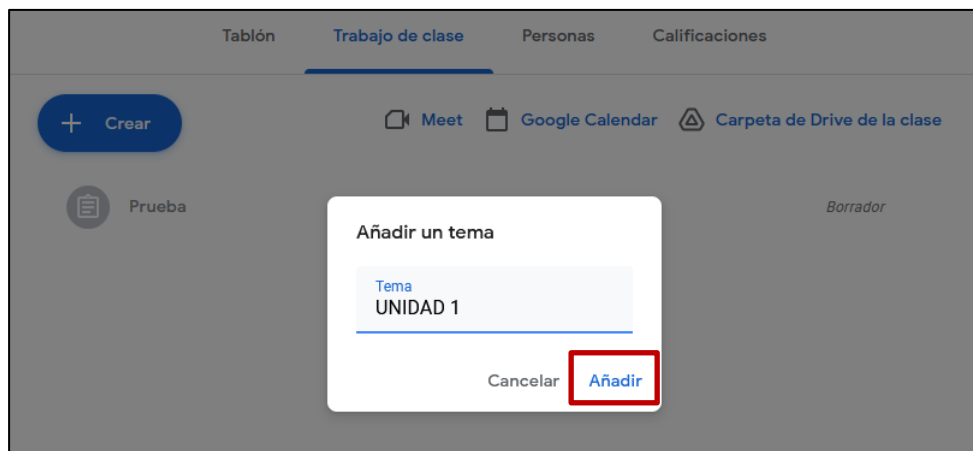 Tablón Trabajo de clase Personas Calificaciones
+ Crear Meet Google Calendar Carpeta de Drive de la clase
Prueba Borrador
Añadir un tema
Tema
UNIDAD 1
Cancelar Añadir